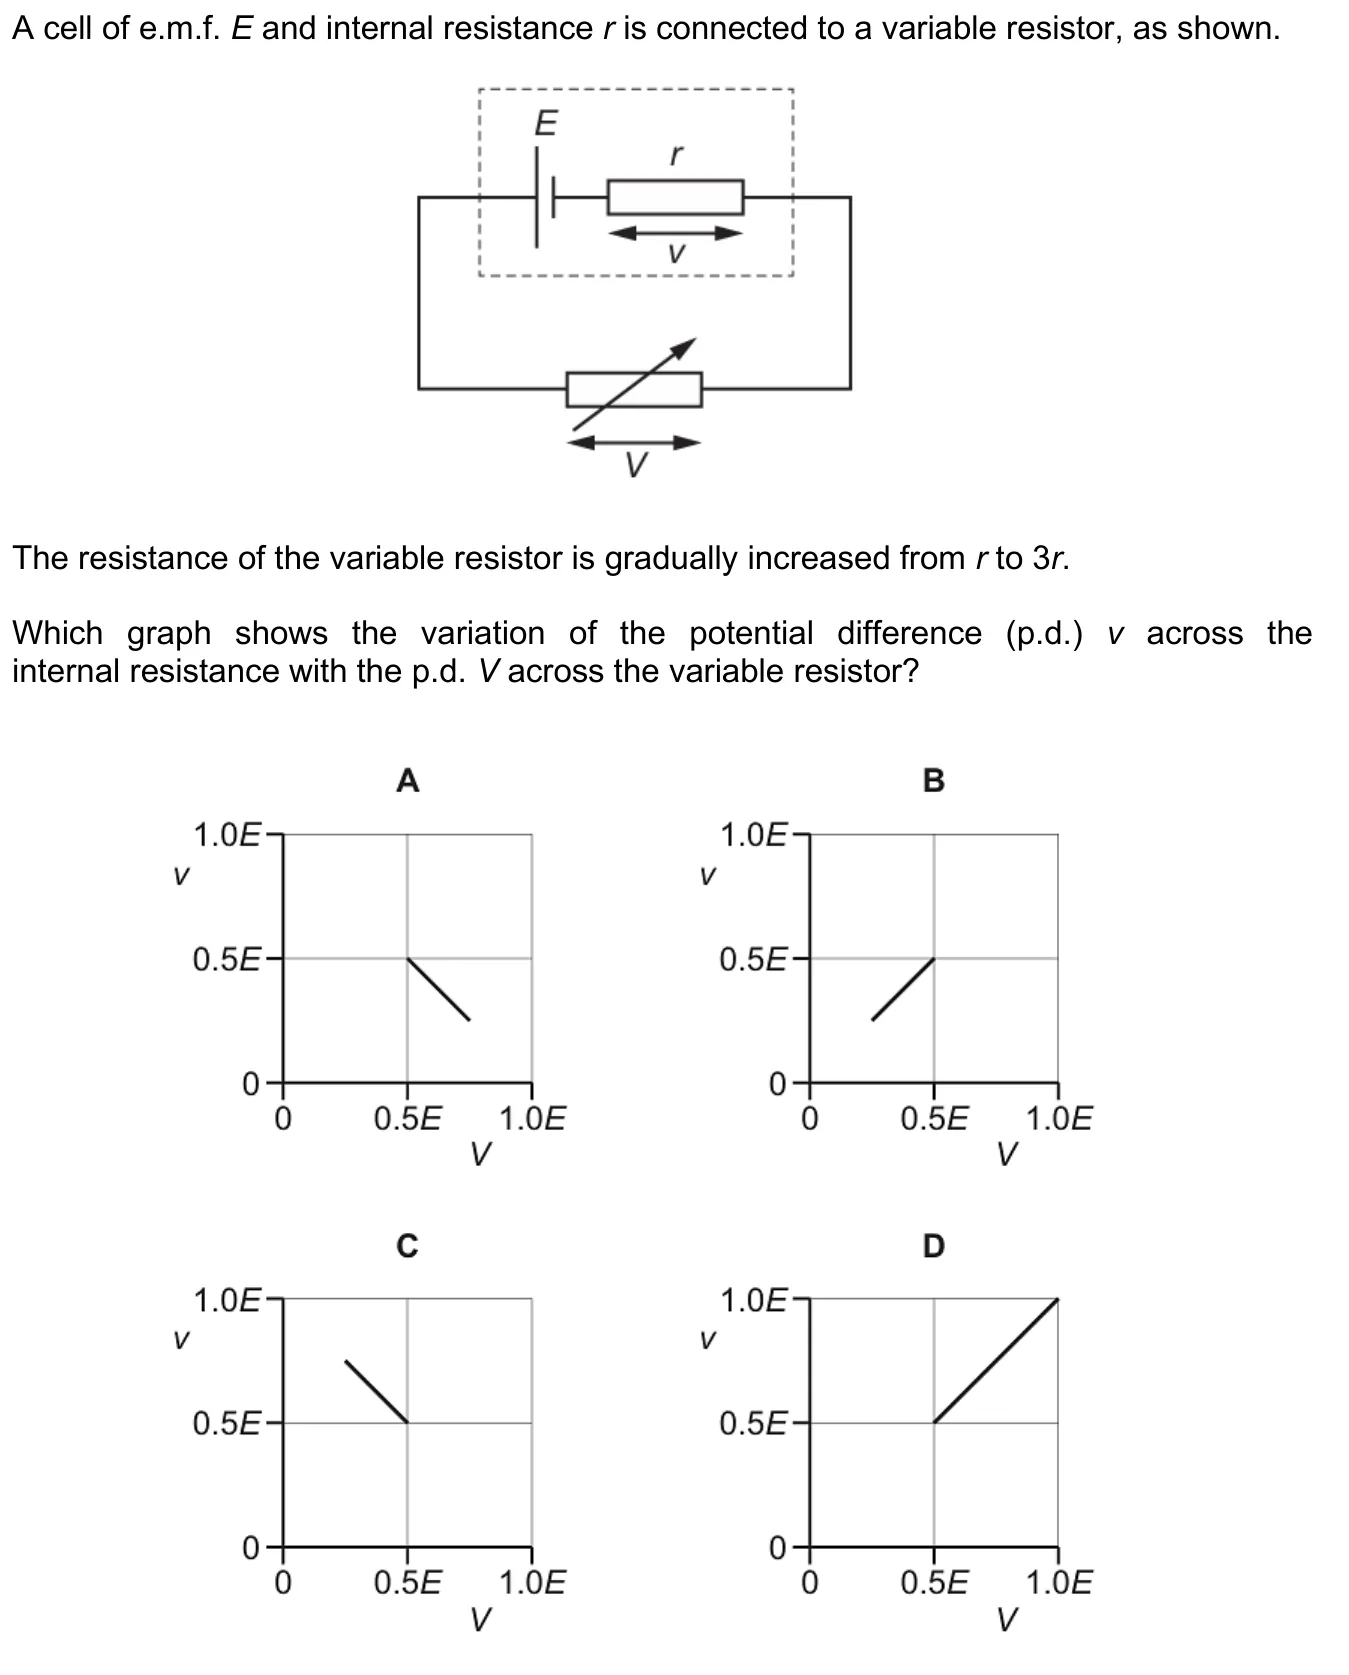 A cell of e.m.f. E and internal resistance r is connected to a variable resistor, as shown.
E
r
v
V
The resistance of the variable resistor is gradually increased from r to 3r.
Which graph shows the variation of the potential difference (p.d.) v across the
internal resistance with the p.d. V across the variable resistor?
A
1.0E
v
0.5E
0
0 0.5E 1.0E
V
B
1.0E
v
0.5E
0
0 0.5E 1.0E
V
C
1.0E
v
0.5E
0
0 0.5E 1.0E
V
D
1.0E
v
0.5E
0
0 0.5E 1.0E
V